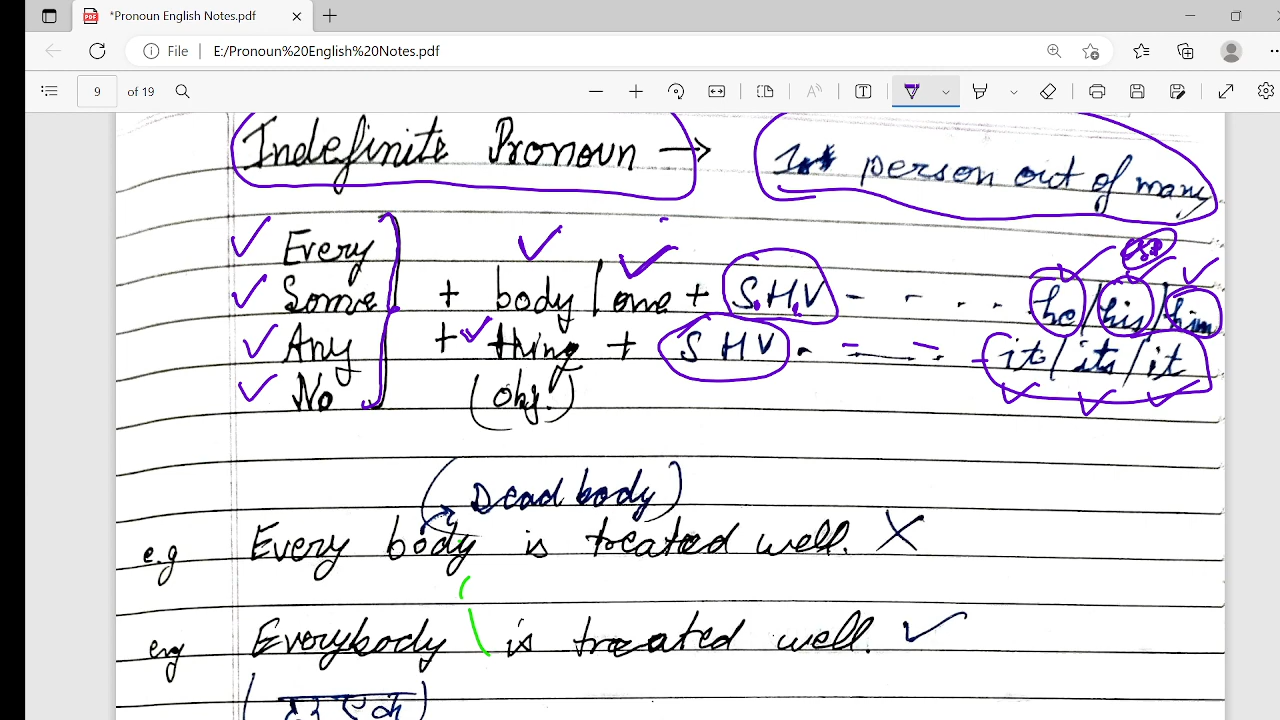 *Pronoun English Notes.pdf
File E:/Pronoun%20English%20Notes.pdf
9 of 19
Indefinite Pronoun → 1st person out of many
Every
Some + body / one + S.H.V - - . . . he/his/him
Any + thing + S H V . - - . - it/its/it
No (obj.)
(Dead body)
e.g Every body is treated well. ✗
e.g Everybody is treated well. ✓
(हर एक)